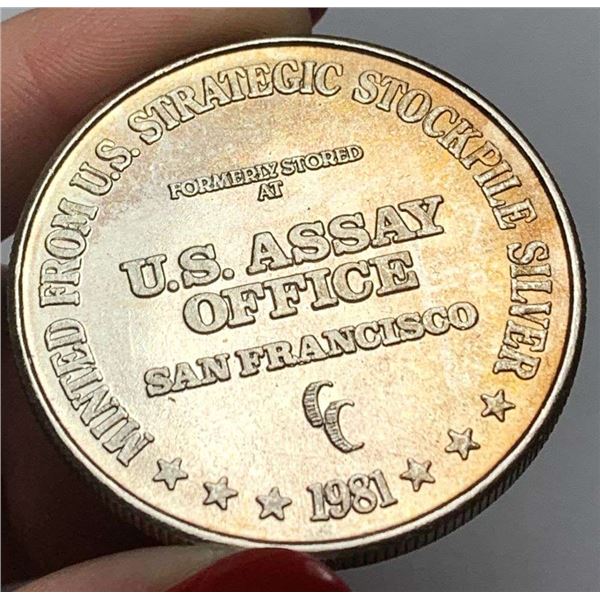 MINTED FROM U.S. STRATEGIC STOCKPILE SILVER
FORMERLY STORED
AT
U.S. ASSAY
OFFICE
SAN FRANCISCO
CC
★ ★ ★ 1981 ★ ★ ★